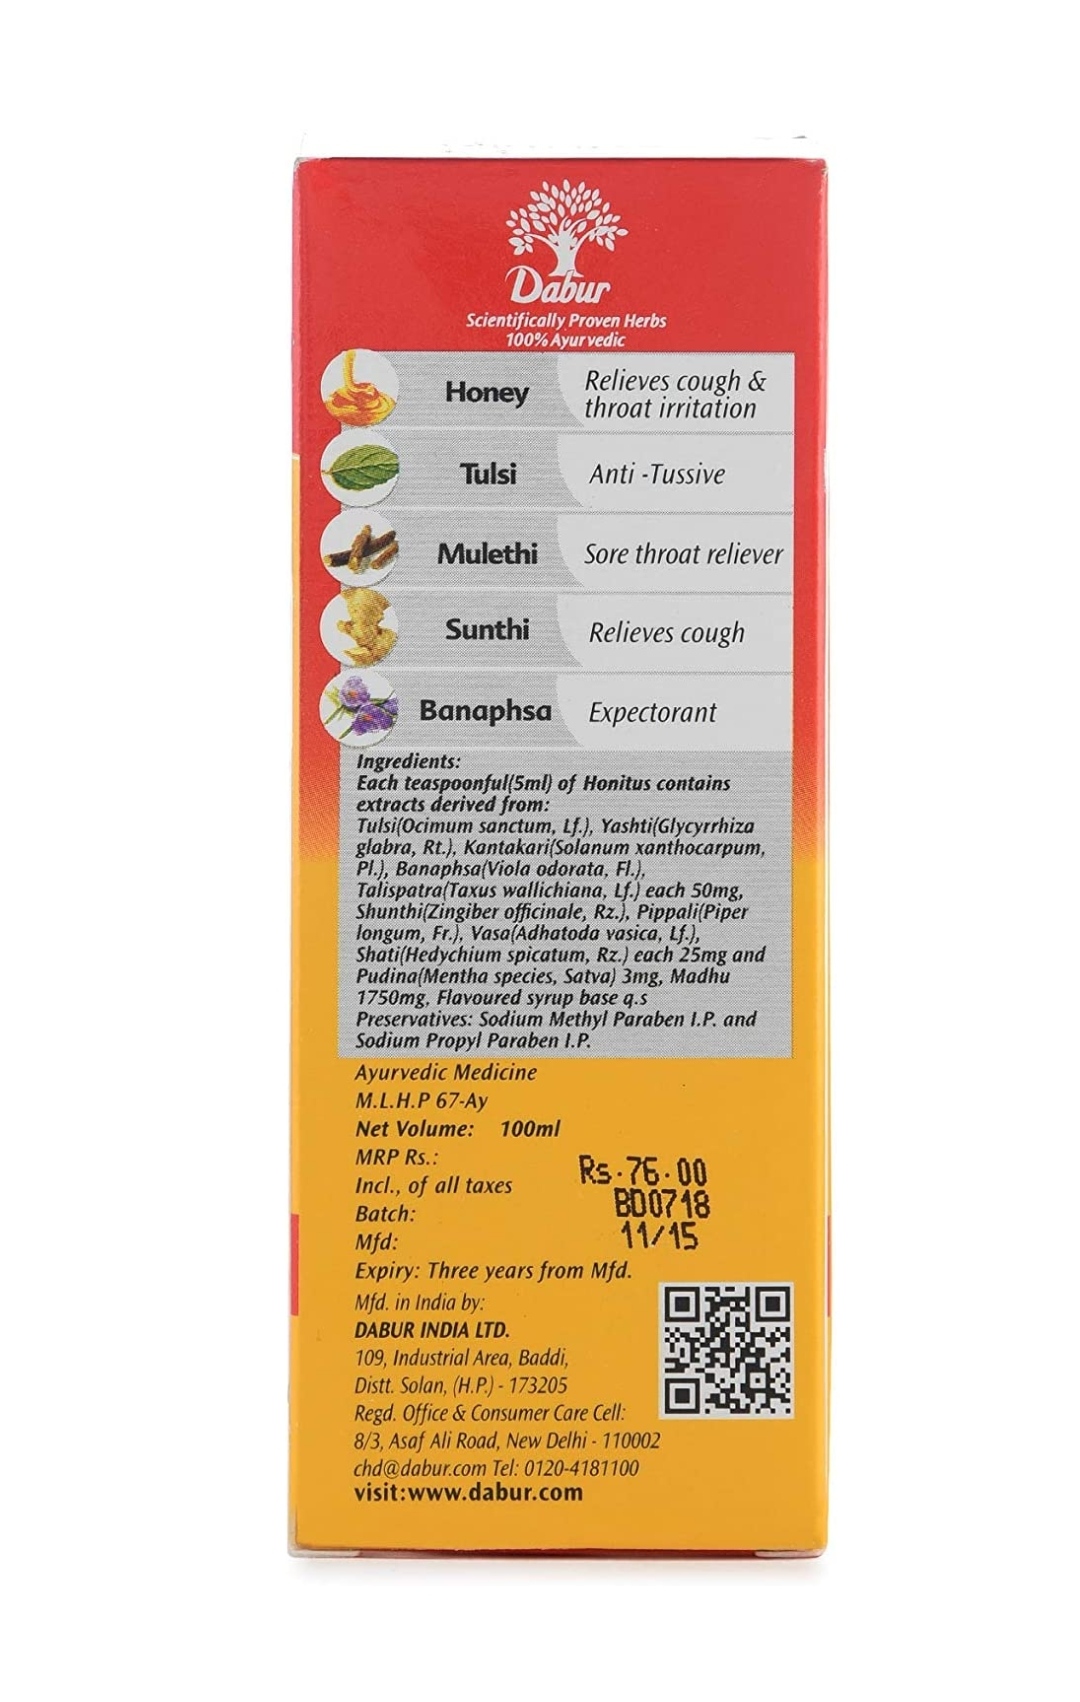 Dabur
Scientifically Proven Herbs
100% Ayurvedic
Honey
Relieves cough &
throat irritation
Tulsi
Anti -Tussive
Mulethi
Sore throat reliever
Sunthi
Relieves cough
Banaphsa
Expectorant
Ingredients:
Each teaspoonful(5ml) of Honitus contains
extracts derived from:
Tulsi(Ocimum sanctum, Lf.), Yashti(Glycyrrhiza
glabra, Rt.), Kantakari(Solanum xanthocarpum,
Pl.), Banaphsa(Viola odorata, Fl.),
Talispatra(Taxus wallichiana, Lf.) each 50mg,
Shunthi(Zingiber officinale, Rz.), Pippali(Piper
longum, Fr.), Vasa(Adhatoda vasica, Lf.),
Shati(Hedychium spicatum, Rz.) each 25mg and
Pudina(Mentha species, Satva) 3mg, Madhu
1750mg, Flavoured syrup base q.s
Preservatives: Sodium Methyl Paraben I.P. and
Sodium Propyl Paraben I.P.
Ayurvedic Medicine
M.L.H.P 67-Ay
Net Volume: 100ml
MRP Rs.: Rs.76.00
Incl., of all taxes
Batch: BD0718
Mfd: 11/15
Expiry: Three years from Mfd.
Mfd. in India by:
DABUR INDIA LTD.
109, Industrial Area, Baddi,
Distt. Solan, (H.P.) - 173205
Regd. Office & Consumer Care Cell:
8/3, Asaf Ali Road, New Delhi - 110002
chd@dabur.com Tel: 0120-4181100
visit:www.dabur.com